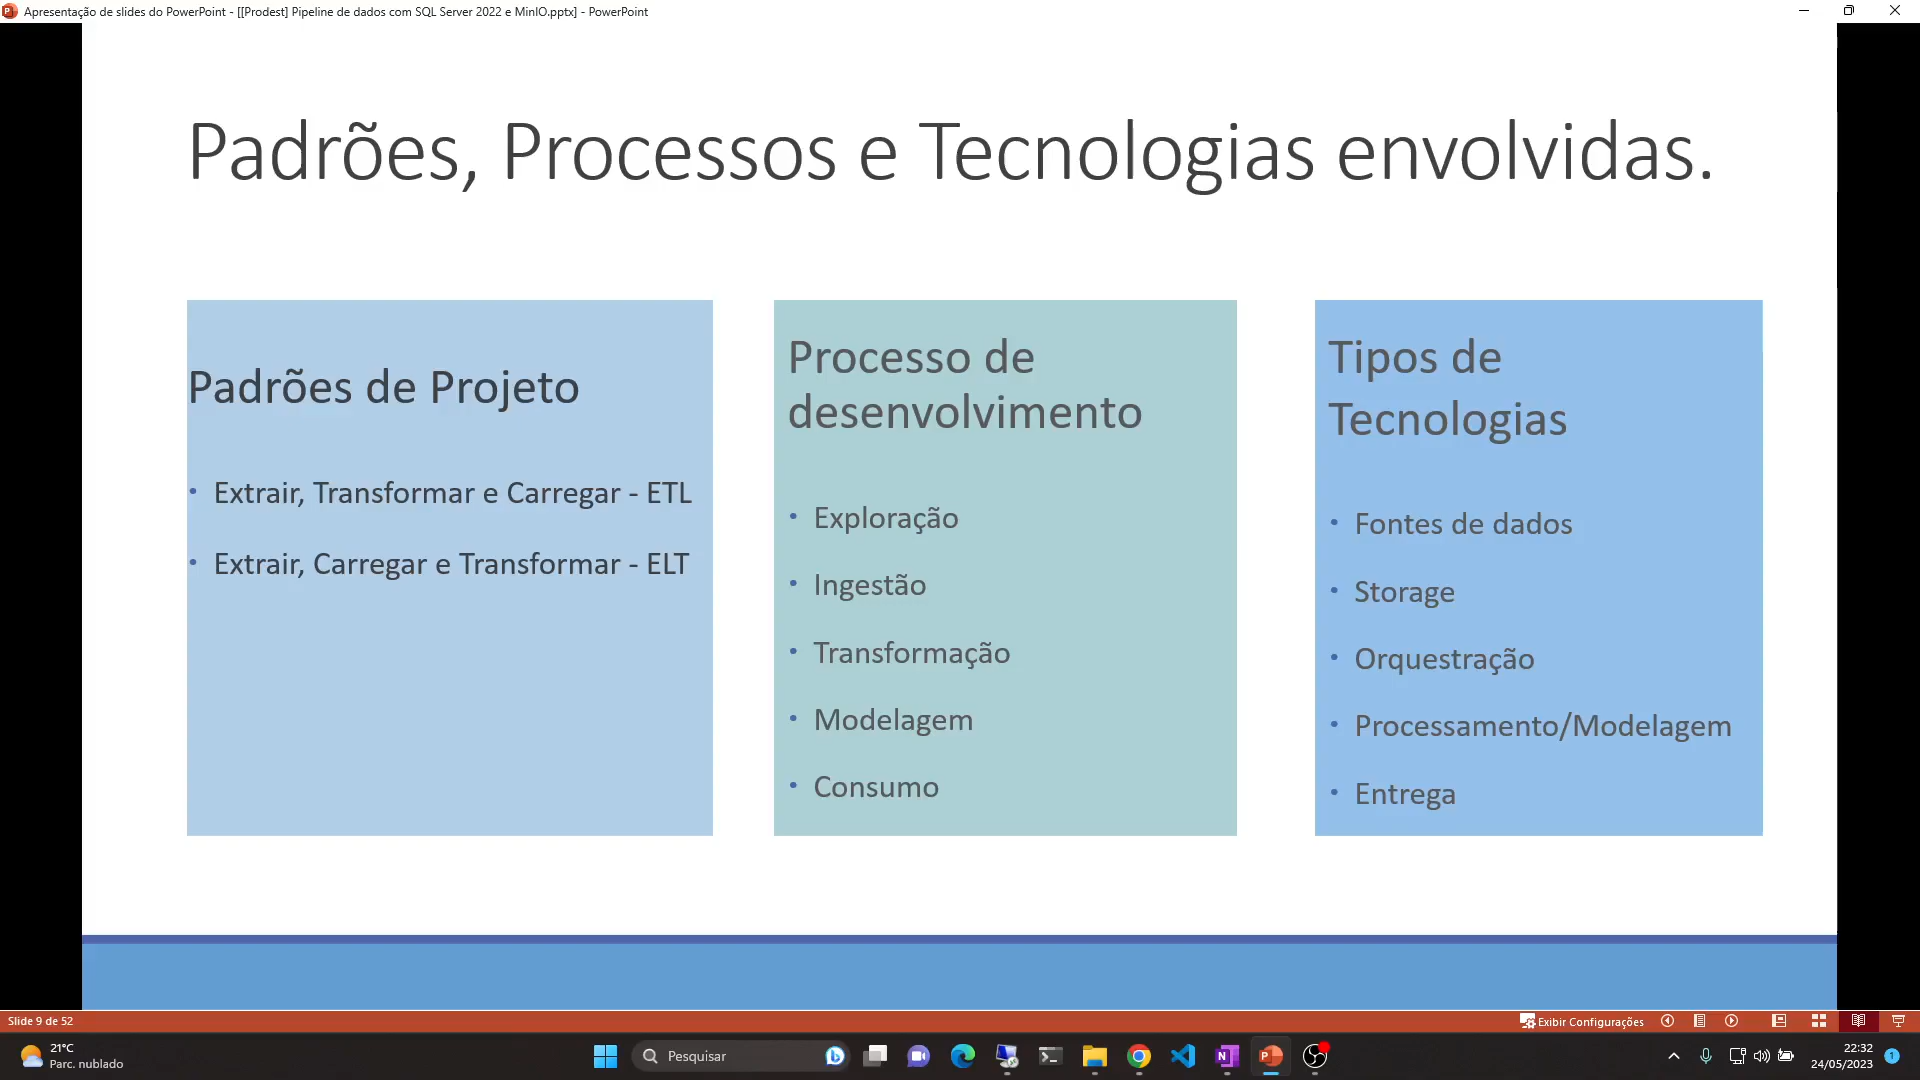 Apresentação de slides do PowerPoint - [[Prodest] Pipeline de dados com SQL Server 2022 e MinIO.pptx] - PowerPoint
Padrões, Processos e Tecnologias envolvidas.
Padrões de Projeto
• Extrair, Transformar e Carregar - ETL
• Extrair, Carregar e Transformar - ELT
Processo de
desenvolvimento
• Exploração
• Ingestão
• Transformação
• Modelagem
• Consumo
Tipos de
Tecnologias
• Fontes de dados
• Storage
• Orquestração
• Processamento/Modelagem
• Entrega
Slide 9 de 52
Exibir Configurações
21°C
Parc. nublado
Pesquisar
22:32
24/05/2023
1